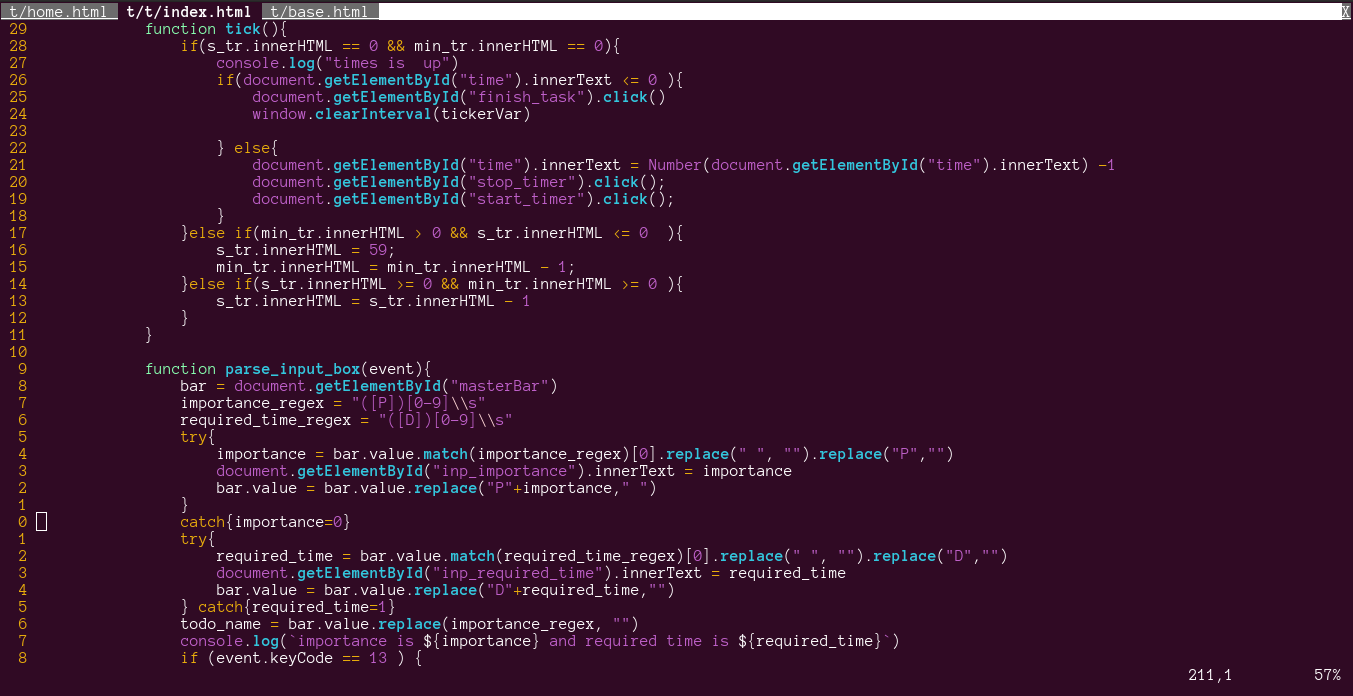 t/home.html t/t/index.html t/base.html X
29 function tick(){
28 if(s_tr.innerHTML == 0 && min_tr.innerHTML == 0){
27 console.log("times is  up")
26 if(document.getElementById("time").innerText <= 0 ){
25 document.getElementById("finish_task").click()
24 window.clearInterval(tickerVar)
23
22 } else{
21 document.getElementById("time").innerText = Number(document.getElementById("time").innerText) -1
20 document.getElementById("stop_timer").click();
19 document.getElementById("start_timer").click();
18 }
17 }else if(min_tr.innerHTML > 0 && s_tr.innerHTML <= 0  ){
16 s_tr.innerHTML = 59;
15 min_tr.innerHTML = min_tr.innerHTML - 1;
14 }else if(s_tr.innerHTML >= 0 && min_tr.innerHTML >= 0 ){
13 s_tr.innerHTML = s_tr.innerHTML - 1
12 }
11 }
10
9 function parse_input_box(event){
8 bar = document.getElementById("masterBar")
7 importance_regex = "([P])[0-9]\\s"
6 required_time_regex = "([D])[0-9]\\s"
5 try{
4 importance = bar.value.match(importance_regex)[0].replace(" ", "").replace("P","")
3 document.getElementById("inp_importance").innerText = importance
2 bar.value = bar.value.replace("P"+importance," ")
1 }
0 catch{importance=0}
1 try{
2 required_time = bar.value.match(required_time_regex)[0].replace(" ", "").replace("D","")
3 document.getElementById("inp_required_time").innerText = required_time
4 bar.value = bar.value.replace("D"+required_time,"")
5 } catch{required_time=1}
6 todo_name = bar.value.replace(importance_regex, "")
7 console.log(`importance is ${importance} and required time is ${required_time}`)
8 if (event.keyCode == 13 ) {
211,1 57%